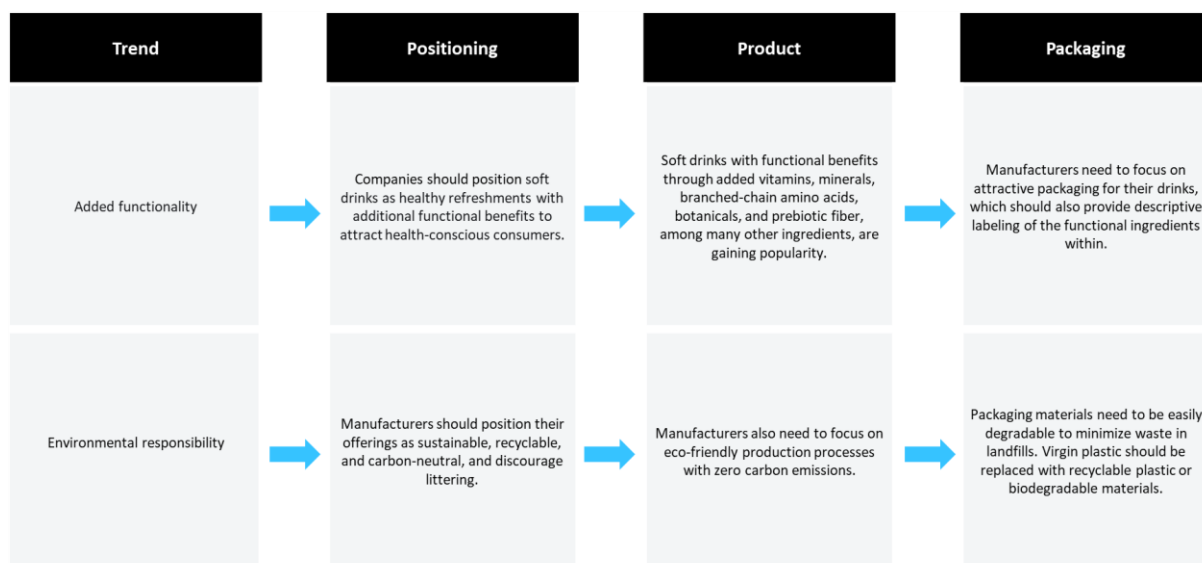 Trend
Positioning
Product
Packaging
Added functionality
Companies should position soft
drinks as healthy refreshments with
additional functional benefits to
attract health-conscious consumers.
Soft drinks with functional benefits
through added vitamins, minerals,
branched-chain amino acids,
botanicals, and prebiotic fiber,
among many other ingredients, are
gaining popularity.
Manufacturers need to focus on
attractive packaging for their drinks,
which should also provide descriptive
labeling of the functional ingredients
within.
Environmental responsibility
Manufacturers should position their
offerings as sustainable, recyclable,
and carbon-neutral, and discourage
littering.
Manufacturers also need to focus on
eco-friendly production processes
with zero carbon emissions.
Packaging materials need to be easily
degradable to minimize waste in
landfills. Virgin plastic should be
replaced with recyclable plastic or
biodegradable materials.